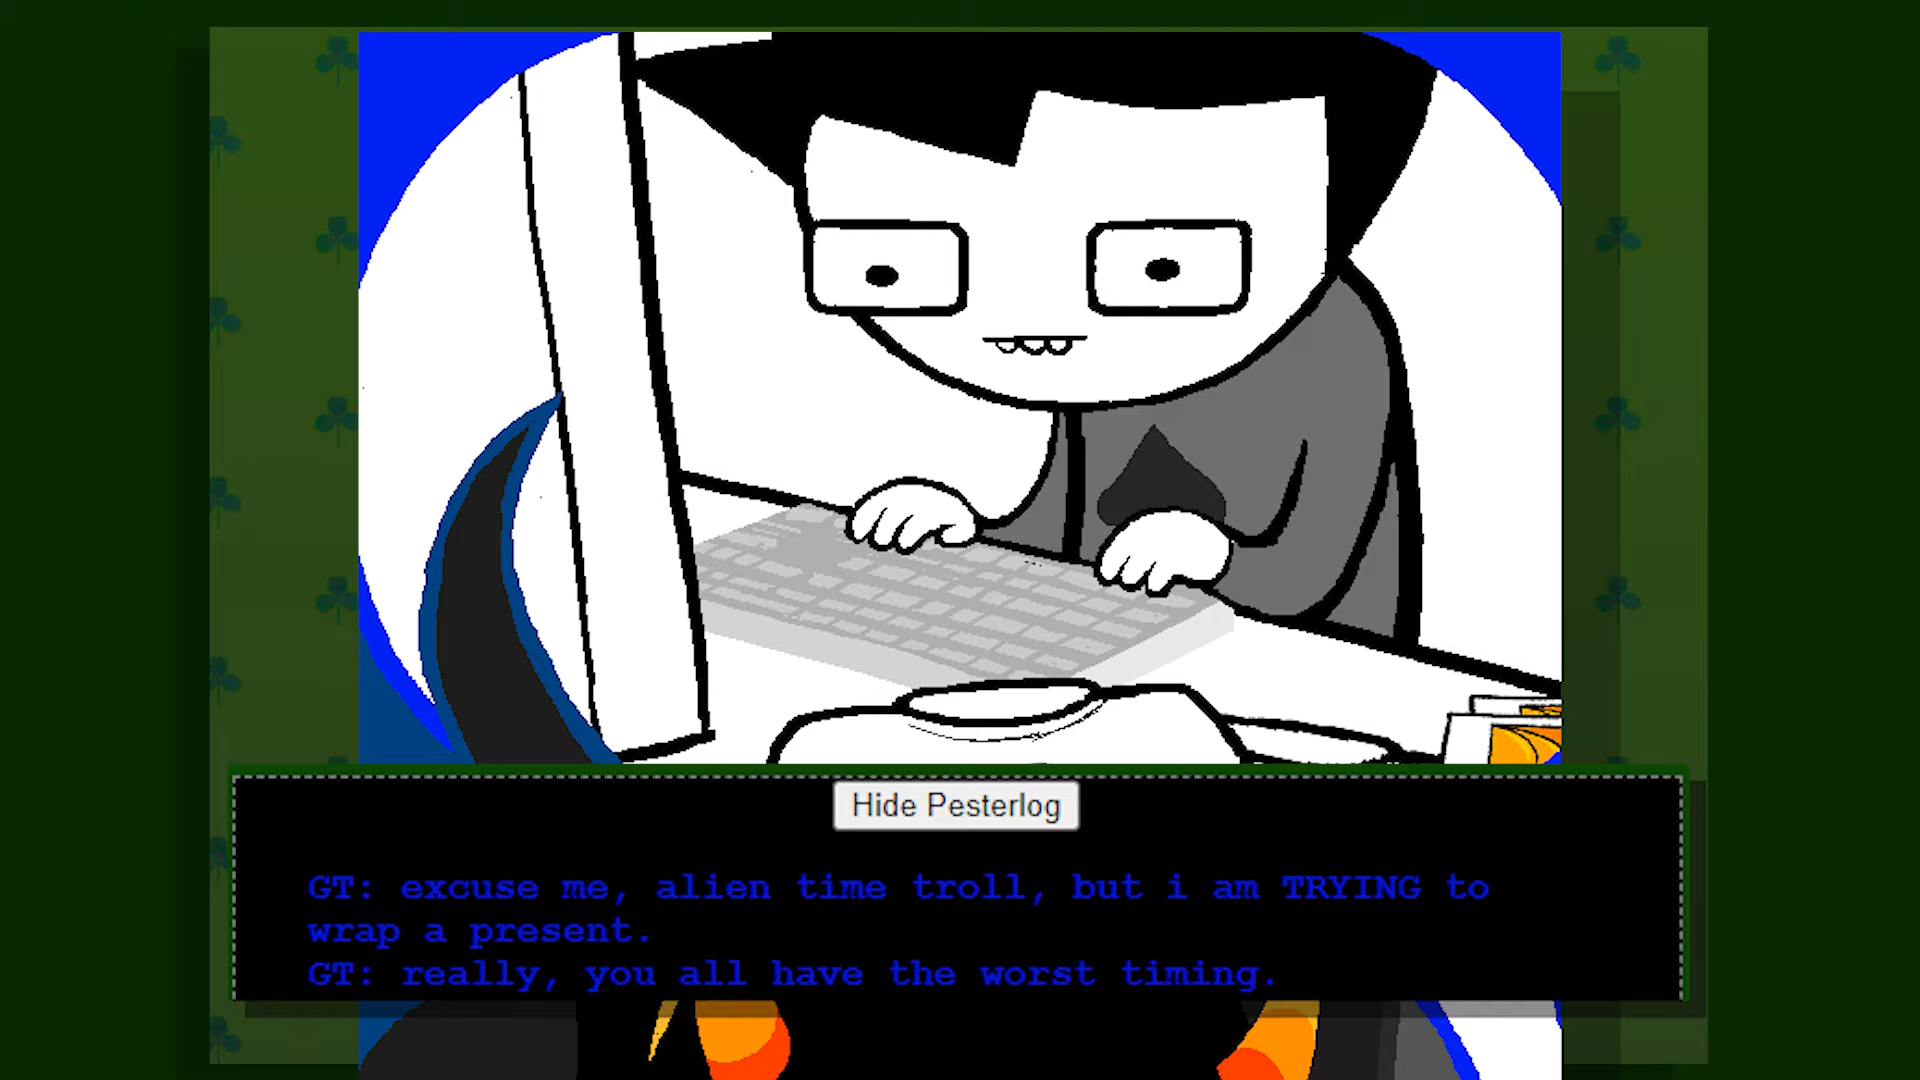 Hide Pesterlog
GT: excuse me, alien time troll, but i am TRYING to
wrap a present.
GT: really, you all have the worst timing.